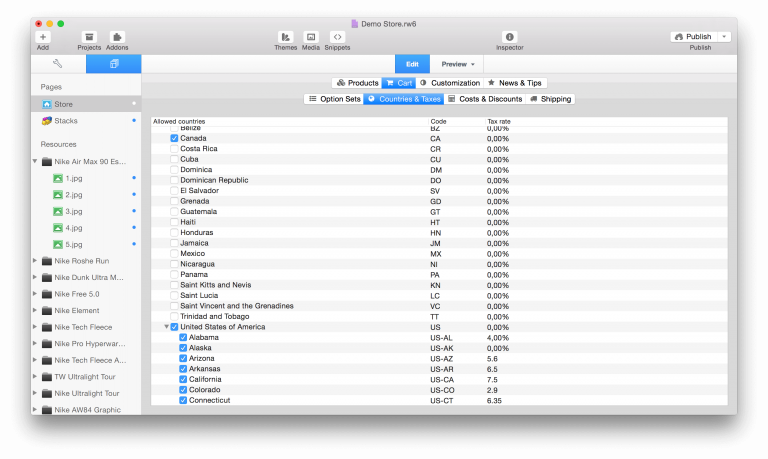 Demo Store.rw6
Add Projects Addons Themes Media Snippets Inspector Publish Publish
Edit Preview
Products Cart Customization News & Tips
Option Sets Countries & Taxes Costs & Discounts Shipping
Pages
Store
Stacks
Resources
Nike Air Max 90 Es...
1.jpg
2.jpg
3.jpg
4.jpg
5.jpg
Nike Roshe Run
Nike Dunk Ultra M...
Nike Free 5.0
Nike Element
Nike Tech Fleece
Nike Pro Hyperwar...
Nike Tech Fleece A...
TW Ultralight Tour
Nike Ultralight Tour
Nike AW84 Graphic
Allowed countries Code Tax rate
Belize BZ 0,00%
Canada CA 0,00%
Costa Rica CR 0,00%
Cuba CU 0,00%
Dominica DM 0,00%
Dominican Republic DO 0,00%
El Salvador SV 0,00%
Grenada GD 0,00%
Guatemala GT 0,00%
Haiti HT 0,00%
Honduras HN 0,00%
Jamaica JM 0,00%
Mexico MX 0,00%
Nicaragua NI 0,00%
Panama PA 0,00%
Saint Kitts and Nevis KN 0,00%
Saint Lucia LC 0,00%
Saint Vincent and the Grenadines VC 0,00%
Trinidad and Tobago TT 0,00%
United States of America US 0,00%
Alabama US-AL 4,00%
Alaska US-AK 0,00%
Arizona US-AZ 5.6
Arkansas US-AR 6.5
California US-CA 7.5
Colorado US-CO 2.9
Connecticut US-CT 6.35